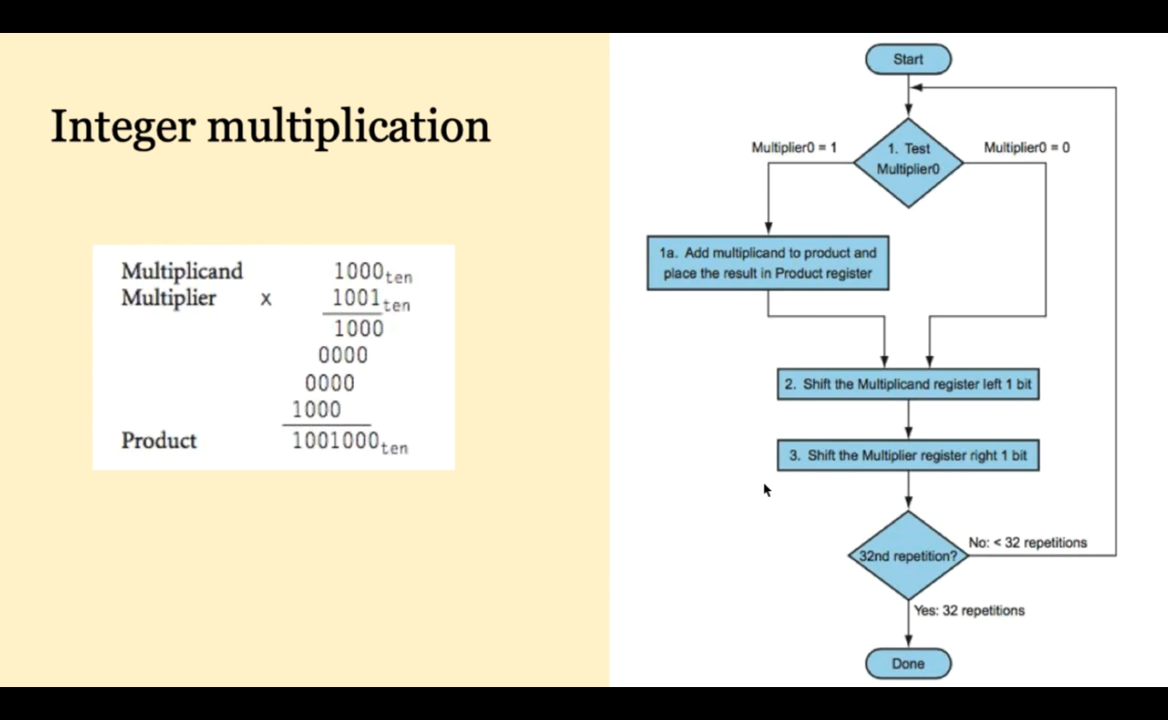 Integer multiplication
Multiplicand 1000ten
Multiplier x 1001ten
1000
0000
0000
1000
Product 1001000ten
Start
Multiplier0 = 1
1. Test
Multiplier0
Multiplier0 = 0
1a. Add multiplicand to product and
place the result in Product register
2. Shift the Multiplicand register left 1 bit
3. Shift the Multiplier register right 1 bit
32nd repetition?
No: < 32 repetitions
Yes: 32 repetitions
Done